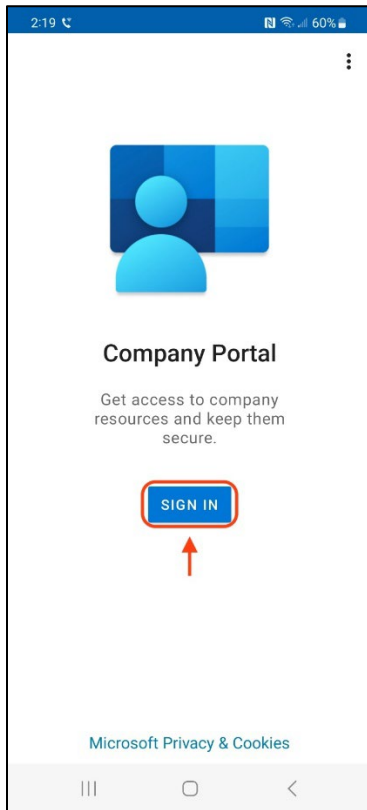 2:19 60%
Company Portal
Get access to company
resources and keep them
secure.
SIGN IN
Microsoft Privacy & Cookies